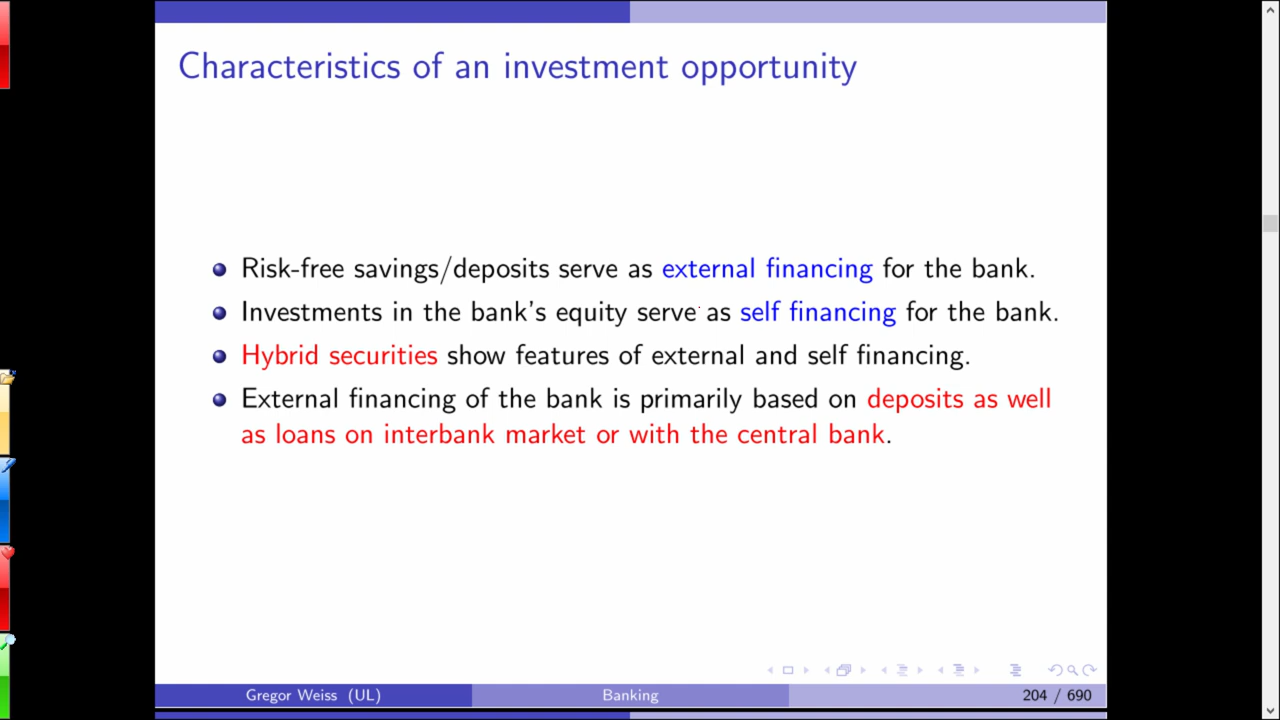 Characteristics of an investment opportunity
Risk-free savings/deposits serve as external financing for the bank.
Investments in the bank's equity serve as self financing for the bank.
Hybrid securities show features of external and self financing.
External financing of the bank is primarily based on deposits as well
as loans on interbank market or with the central bank.
Gregor Weiss (UL) Banking 204 / 690